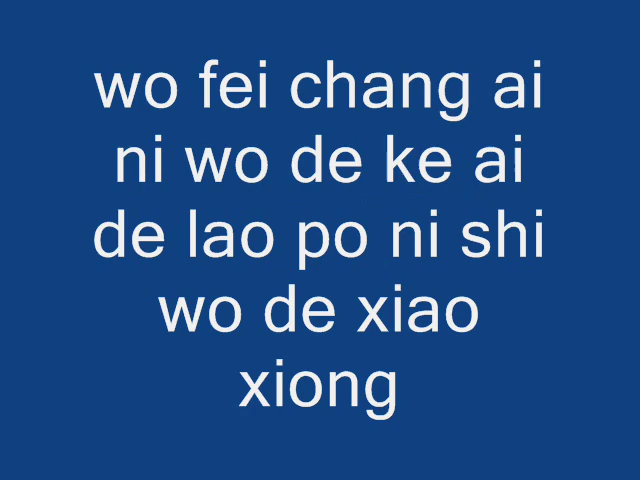 wo fei chang ai
ni wo de ke ai
de lao po ni shi
wo de xiao
xiong